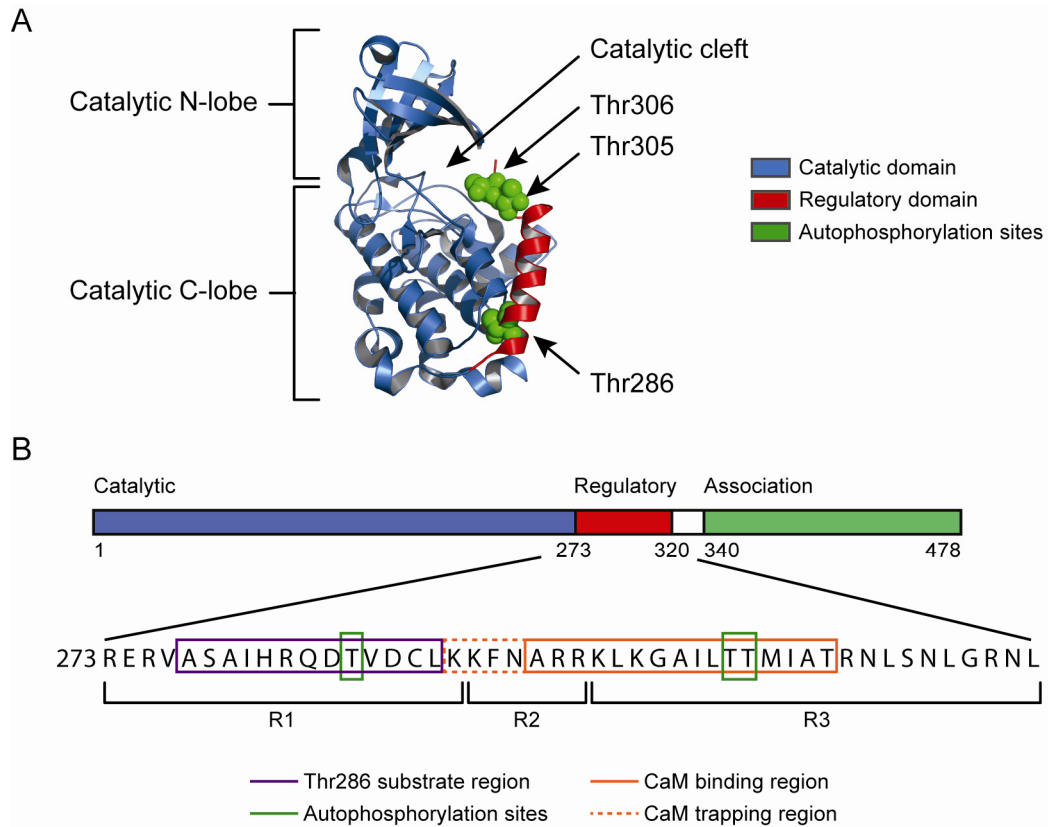 A
Catalytic N-lobe
Catalytic C-lobe
Catalytic cleft
Thr306
Thr305
Thr286
Catalytic domain
Regulatory domain
Autophosphorylation sites
B
Catalytic Regulatory Association
1 273 320 340 478
273RERVASAIHRQDTVDCLKKFNARRKLKGAILTTMIATRNLSNLGRNL
R1 R2 R3
Thr286 substrate region CaM binding region
Autophosphorylation sites CaM trapping region